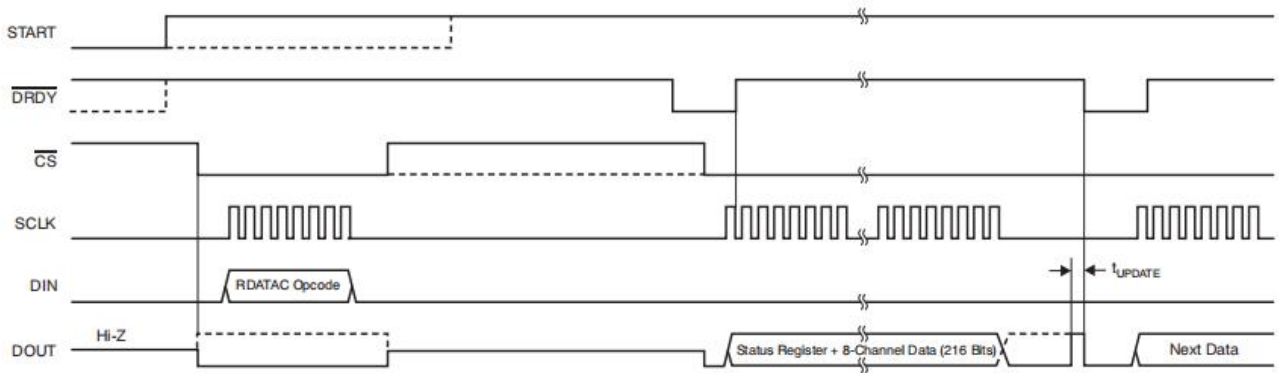 START
DRDY
CS
SCLK
DIN
RDATAC Opcode
tUPDATE
Hi-Z
DOUT
Status Register + 8-Channel Data (216 Bits)
Next Data